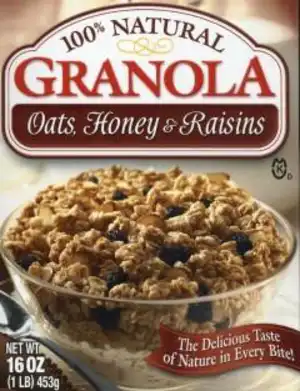 100% NATURAL
GRANOLA
Oats, Honey & Raisins
K
D
The Delicious Taste
of Nature in Every Bite!
NET WT
16 OZ
(1 LB) 453g